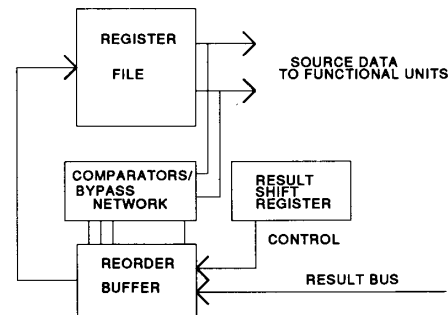 REGISTER
FILE
SOURCE DATA
TO FUNCTIONAL UNITS
COMPARATORS/
BYPASS
NETWORK
RESULT
SHIFT
REGISTER
CONTROL
REORDER
BUFFER
RESULT BUS